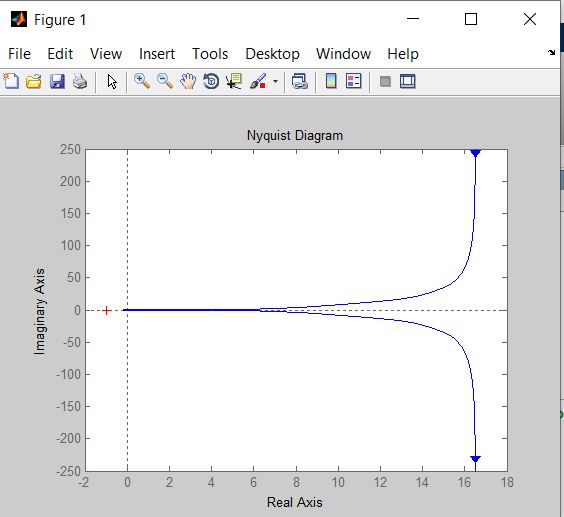 Figure 1
File Edit View Insert Tools Desktop Window Help
Nyquist Diagram
250
200
150
100
50
0
-50
-100
-150
-200
-250
Imaginary Axis
-2 0 2 4 6 8 10 12 14 16 18
Real Axis